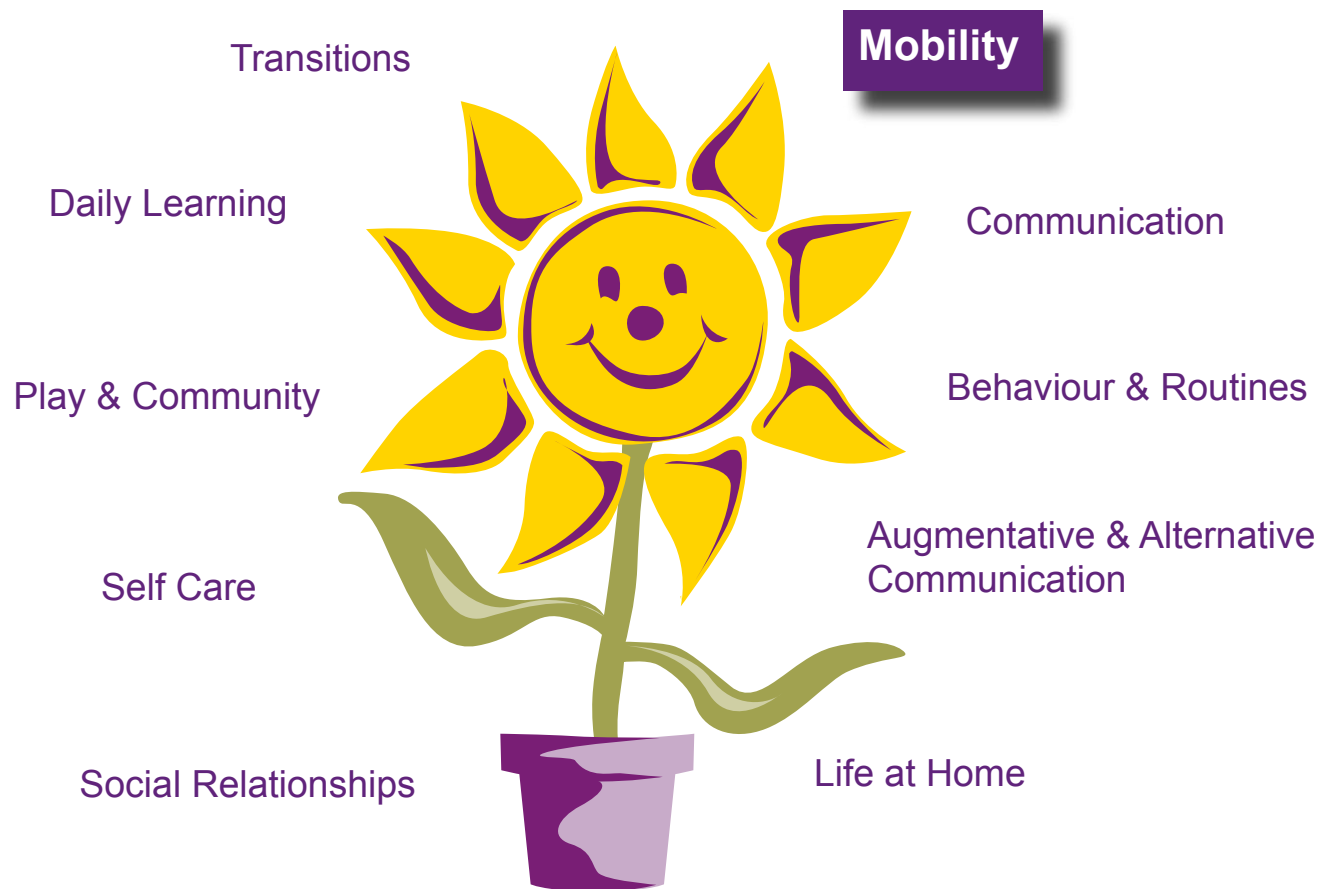 Transitions
Mobility
Daily Learning
Communication
Play & Community
Behaviour & Routines
Self Care
Augmentative & Alternative
Communication
Social Relationships
Life at Home